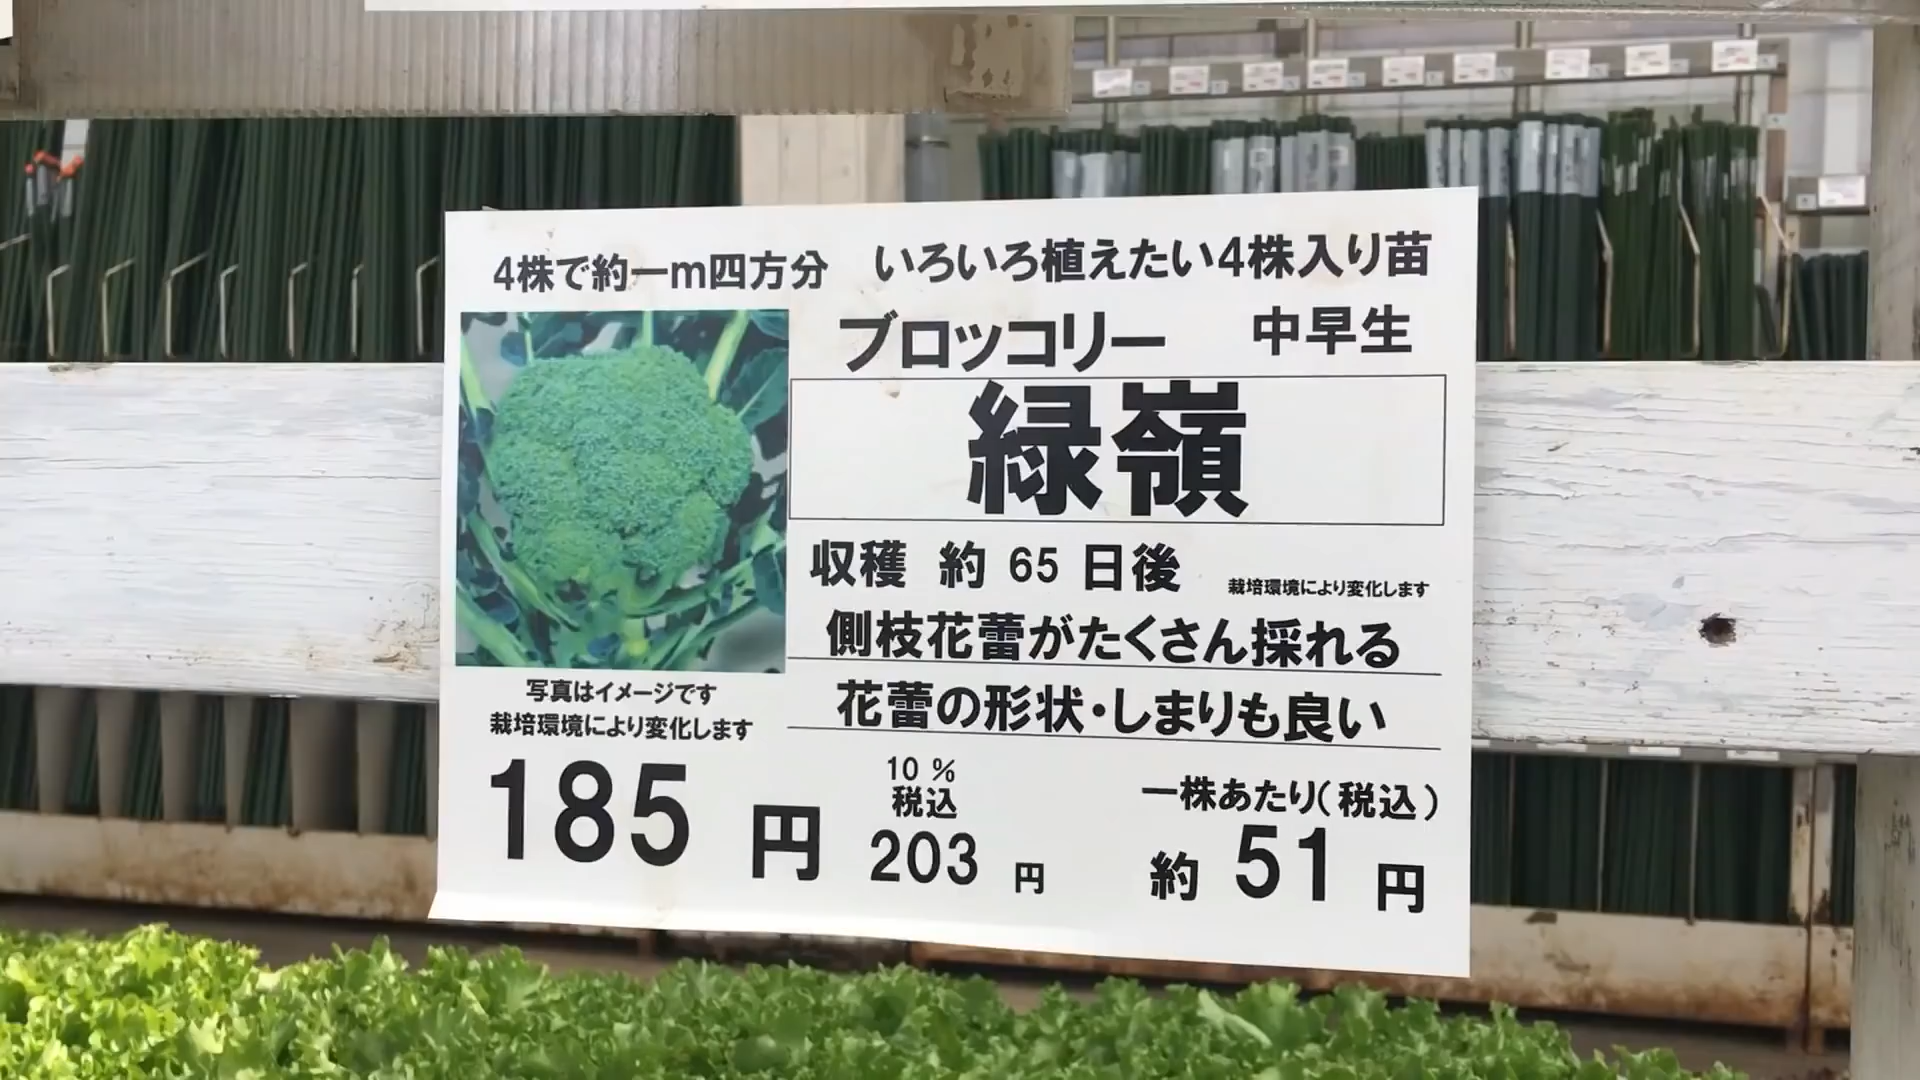 4株で約一m四方分 いろいろ植えたい4株入り苗
ブロッコリー 中早生
緑嶺
収穫 約 65 日後 栽培環境により変化します
側枝花蕾がたくさん採れる
花蕾の形状・しまりも良い
写真はイメージです
栽培環境により変化します
185 円
10 %
税込
203 円
一株あたり(税込)
約 51 円